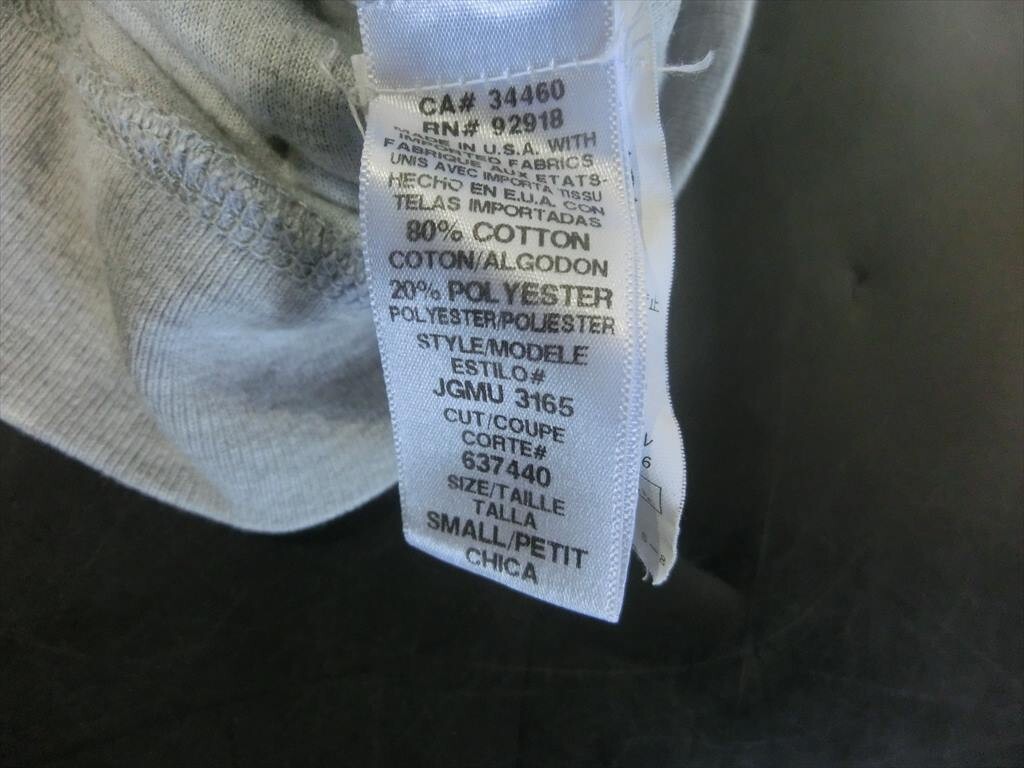 CA# 34460
RN# 92918
MADE IN U.S.A. WITH
IMPORTED FABRICS
FABRIQUE AUX ETATS-
UNIS AVEC IMPORTA TISSU
HECHO EN E.U.A. CON
TELAS IMPORTADAS
80% COTTON
COTON/ALGODON
20% POLYESTER
POLYESTER/POLIESTER
STYLE/MODELE
ESTILO#
JGMU 3165
CUT/COUPE
CORTE#
637440
SIZE/TAILLE
TALLA
SMALL/PETIT
CHICA